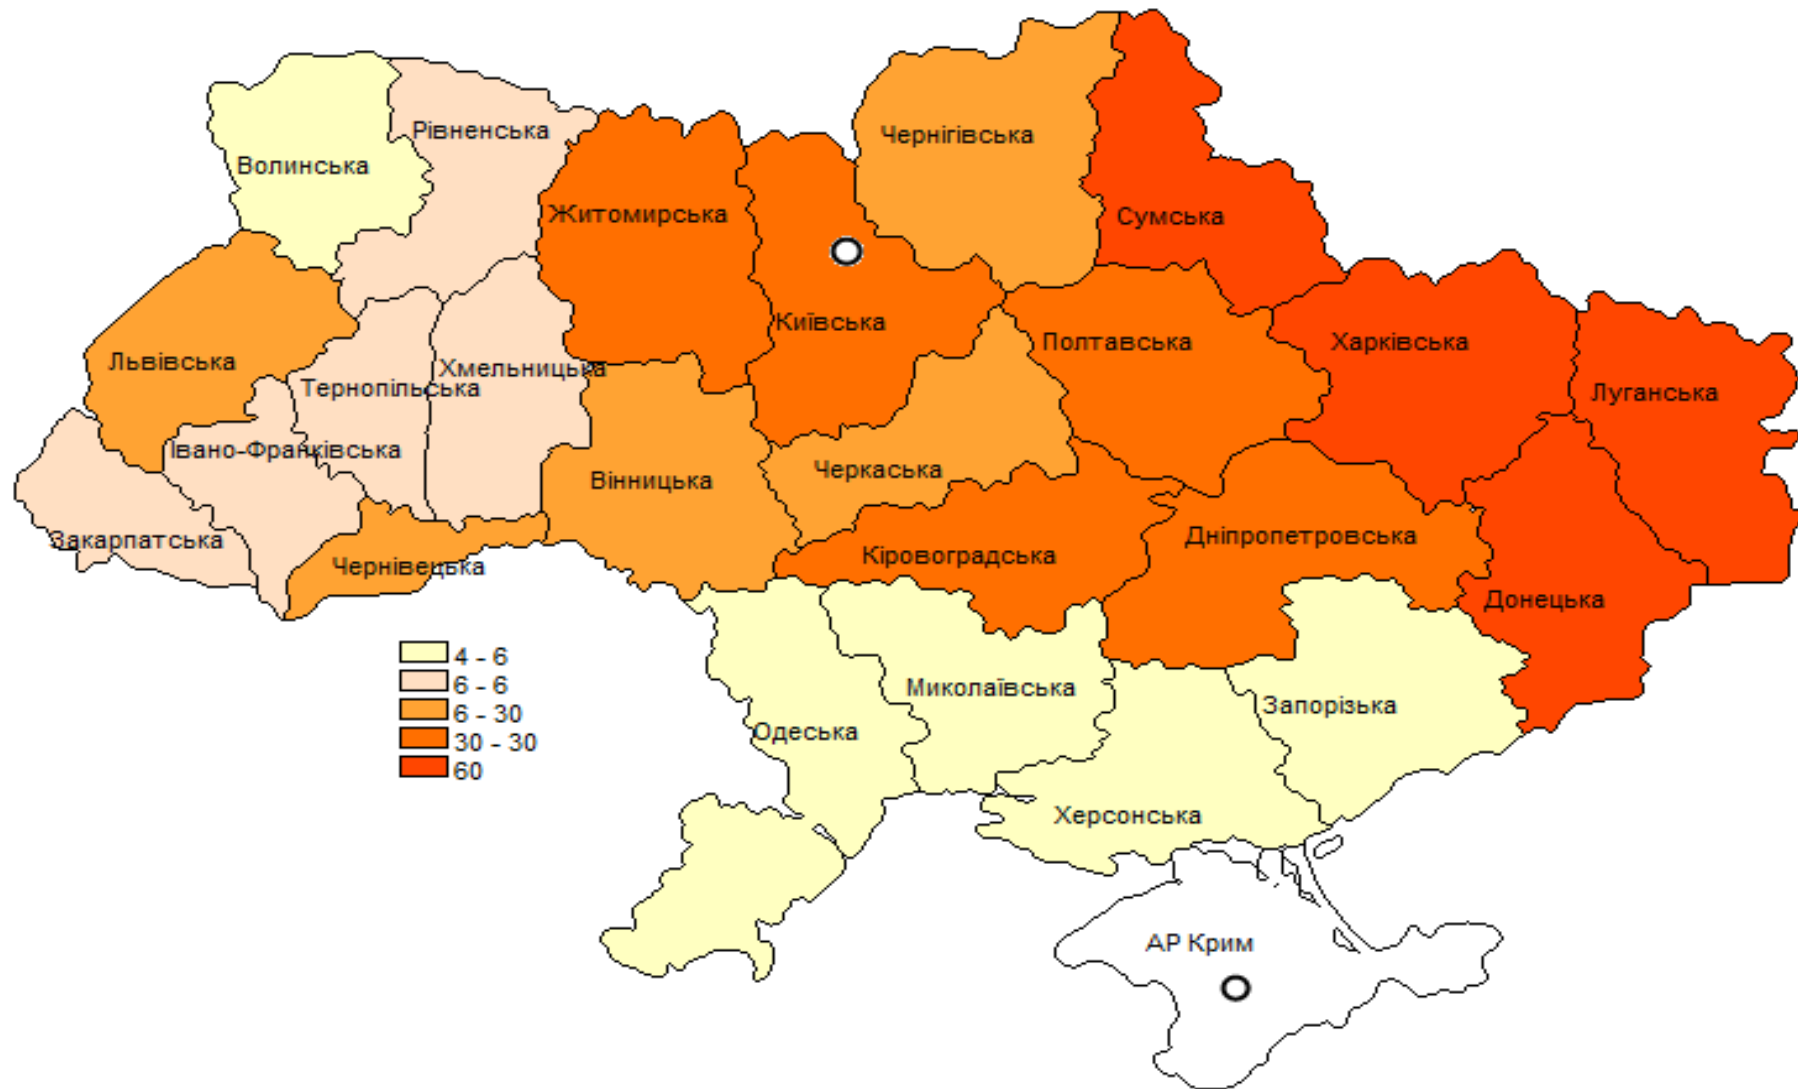 Рівненська
Чернігівська
Волинська
Житомирська
Сумська
Київська
Полтавська
Харківська
Львівська
Хмельницька
Тернопільська
Луганська
Івано-Франківська
Черкаська
Вінницька
Закарпатська
Дніпропетровська
Кіровоградська
Чернівецька
Донецька
4 - 6
6 - 6
6 - 30
30 - 30
60
Миколаївська
Запорізька
Одеська
Херсонська
АР Крим